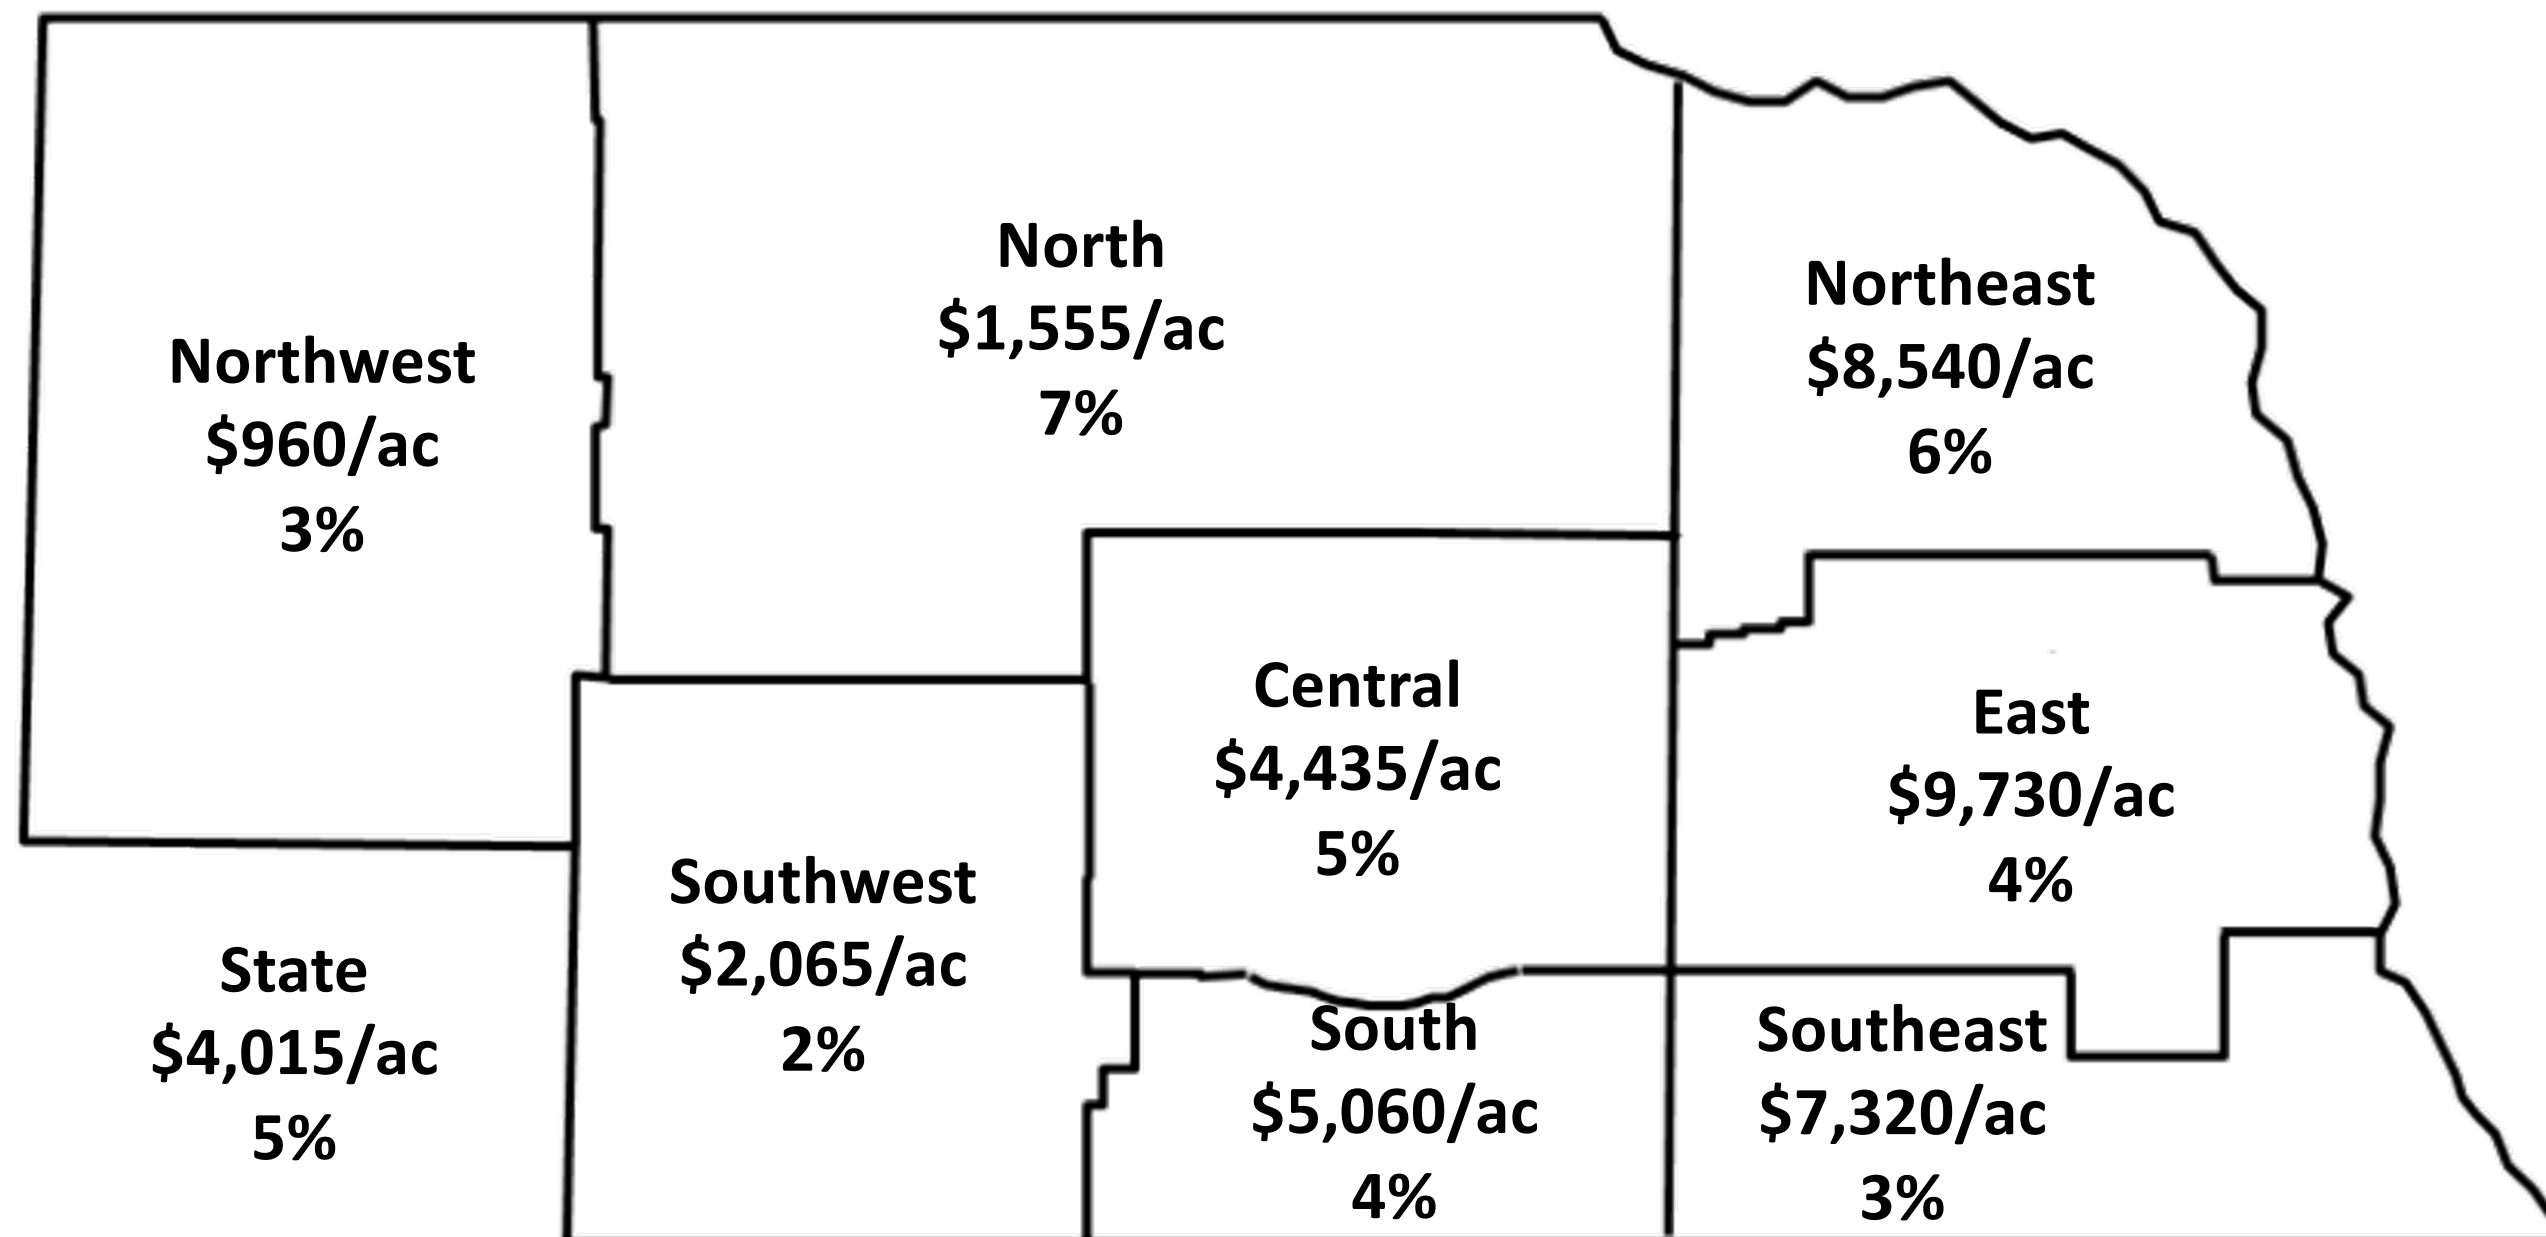 North
$1,555/ac
7%
Northeast
$8,540/ac
6%
Northwest
$960/ac
3%
Central
$4,435/ac
5%
East
$9,730/ac
4%
Southwest
$2,065/ac
2%
State
$4,015/ac
5%
South
$5,060/ac
4%
Southeast
$7,320/ac
3%